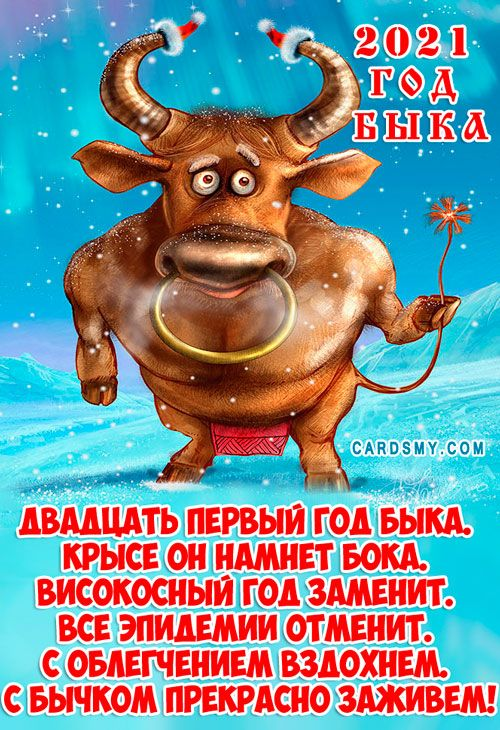 2021
ГОД
БЫКА
CARDSMY.COM
ДВАДЦАТЬ ПЕРВЫЙ ГОД БЫКА.
КРЫСЕ ОН НАМНЕТ БОКА.
ВИСОКОСНЫЙ ГОД ЗАМЕНИТ.
ВСЕ ЭПИДЕМИИ ОТМЕНИТ.
С ОБЛЕГЧЕНИЕМ ВЗДОХНЕМ.
С БЫЧКОМ ПРЕКРАСНО ЗАЖИВЕМ!